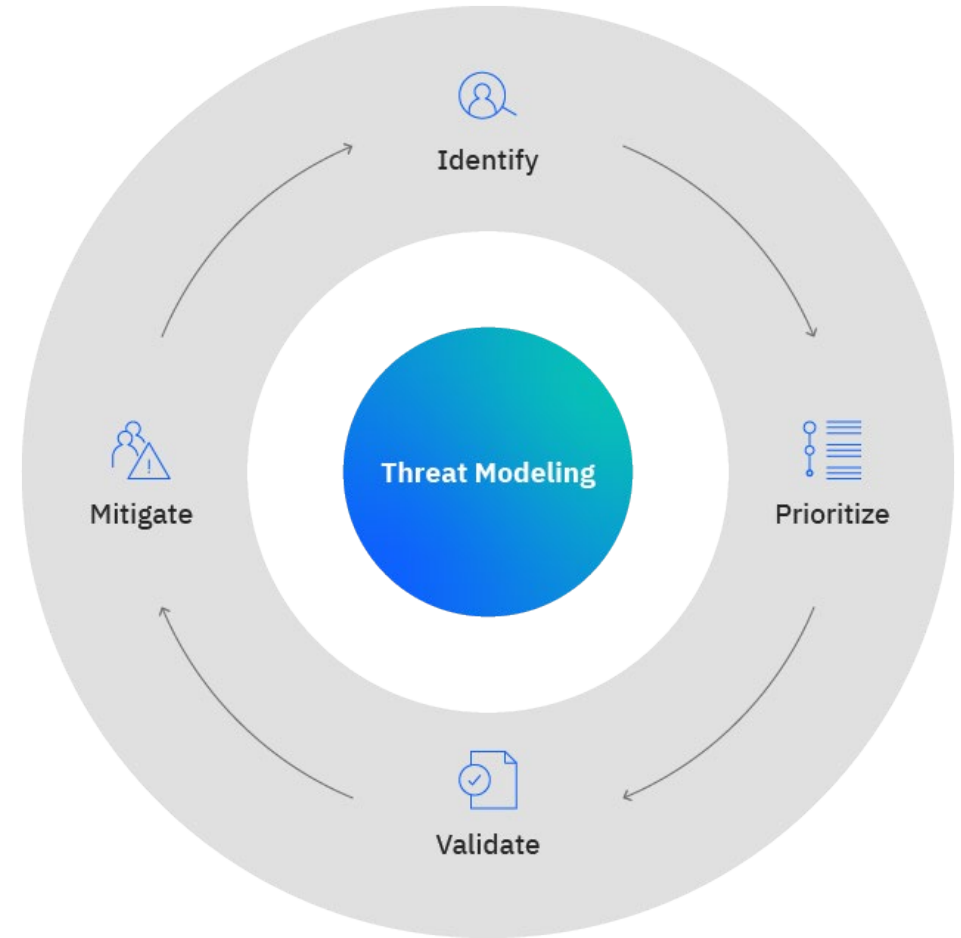 Identify
Threat Modeling
Mitigate
Prioritize
Validate